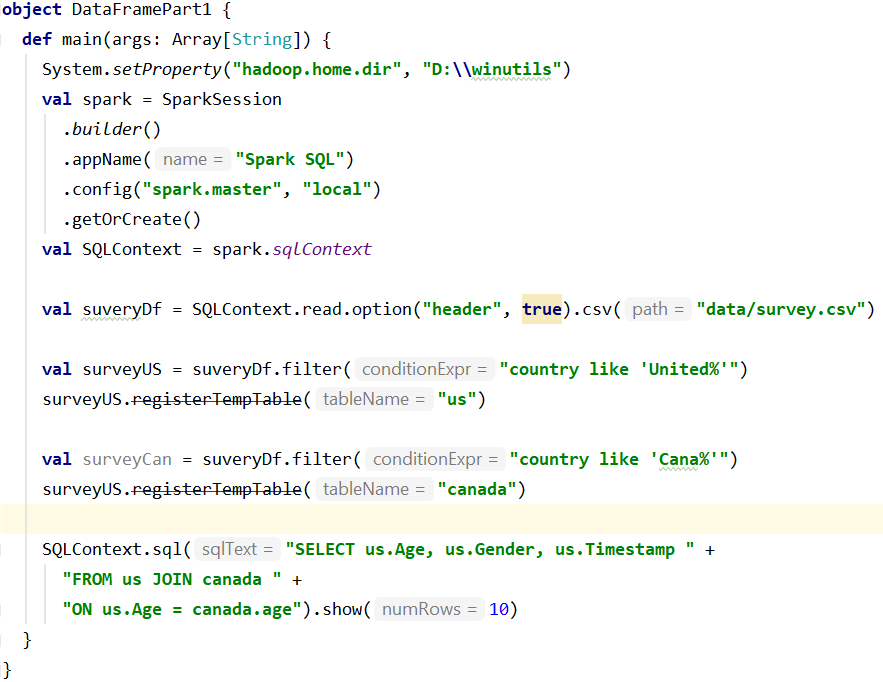 object DataFramePart1 {
def main(args: Array[String]) {
System.setProperty("hadoop.home.dir", "D:\\winutils")
val spark = SparkSession
.builder()
.appName( name = "Spark SQL")
.config("spark.master", "local")
.getOrCreate()
val SQLContext = spark.sqlContext
val suveryDf = SQLContext.read.option("header", true).csv( path = "data/survey.csv")
val surveyUS = suveryDf.filter( conditionExpr = "country like 'United%'")
surveyUS.registerTempTable( tableName = "us")
val surveyCan = suveryDf.filter( conditionExpr = "country like 'Cana%'")
surveyUS.registerTempTable( tableName = "canada")
SQLContext.sql( sqlText = "SELECT us.Age, us.Gender, us.Timestamp " +
"FROM us JOIN canada " +
"ON us.Age = canada.age").show( numRows = 10)
}
}